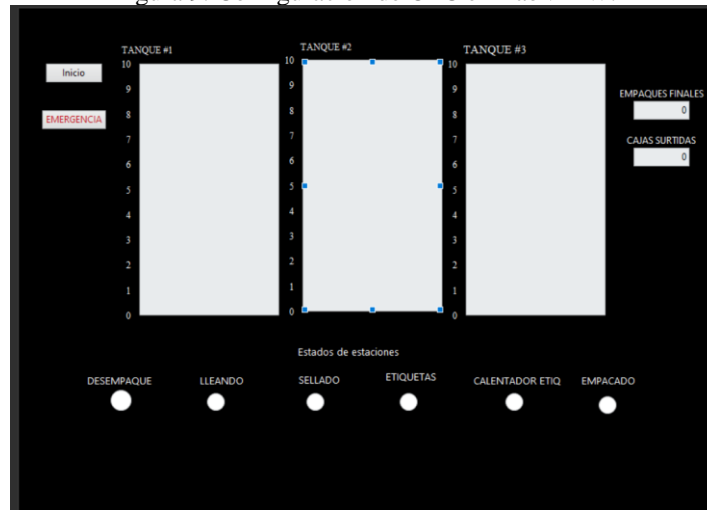 TANQUE #1
TANQUE #2
TANQUE #3
Inicio
EMERGENCIA
10
9
8
7
6
5
4
3
2
1
0
10
9
8
7
6
5
4
3
2
1
0
10
9
8
7
6
5
4
3
2
1
0
EMPAQUES FINALES
0
CAJAS SURTIDAS
0
Estados de estaciones
DESEMPAQUE
LLEANDO
SELLADO
ETIQUETAS
CALENTADOR ETIQ
EMPACADO